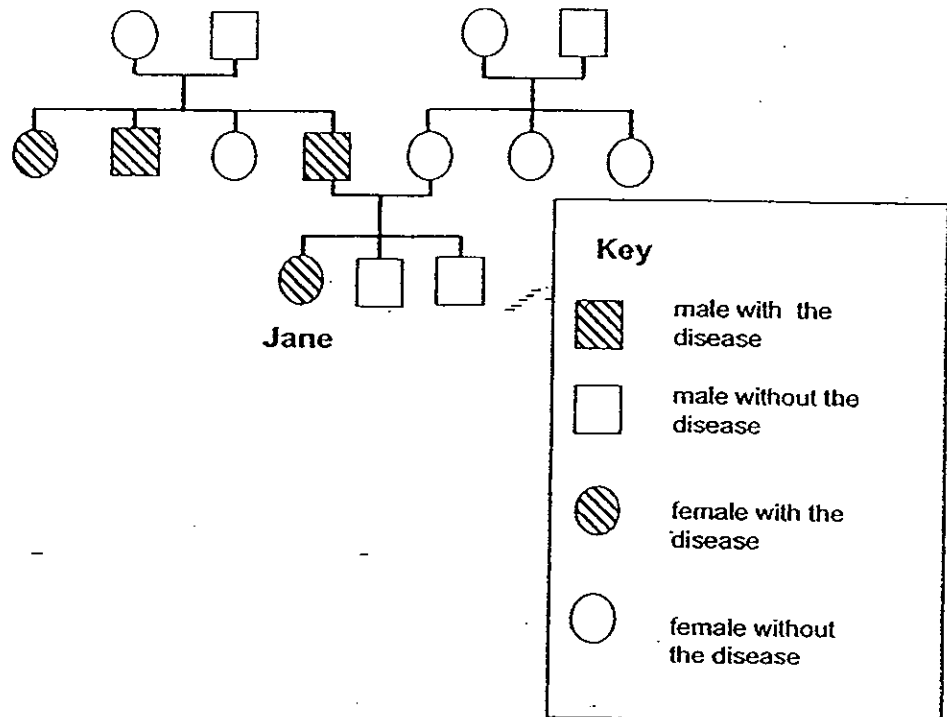 Jane
Key
male with the
disease
male without the
disease
female with the
disease
female without
the disease